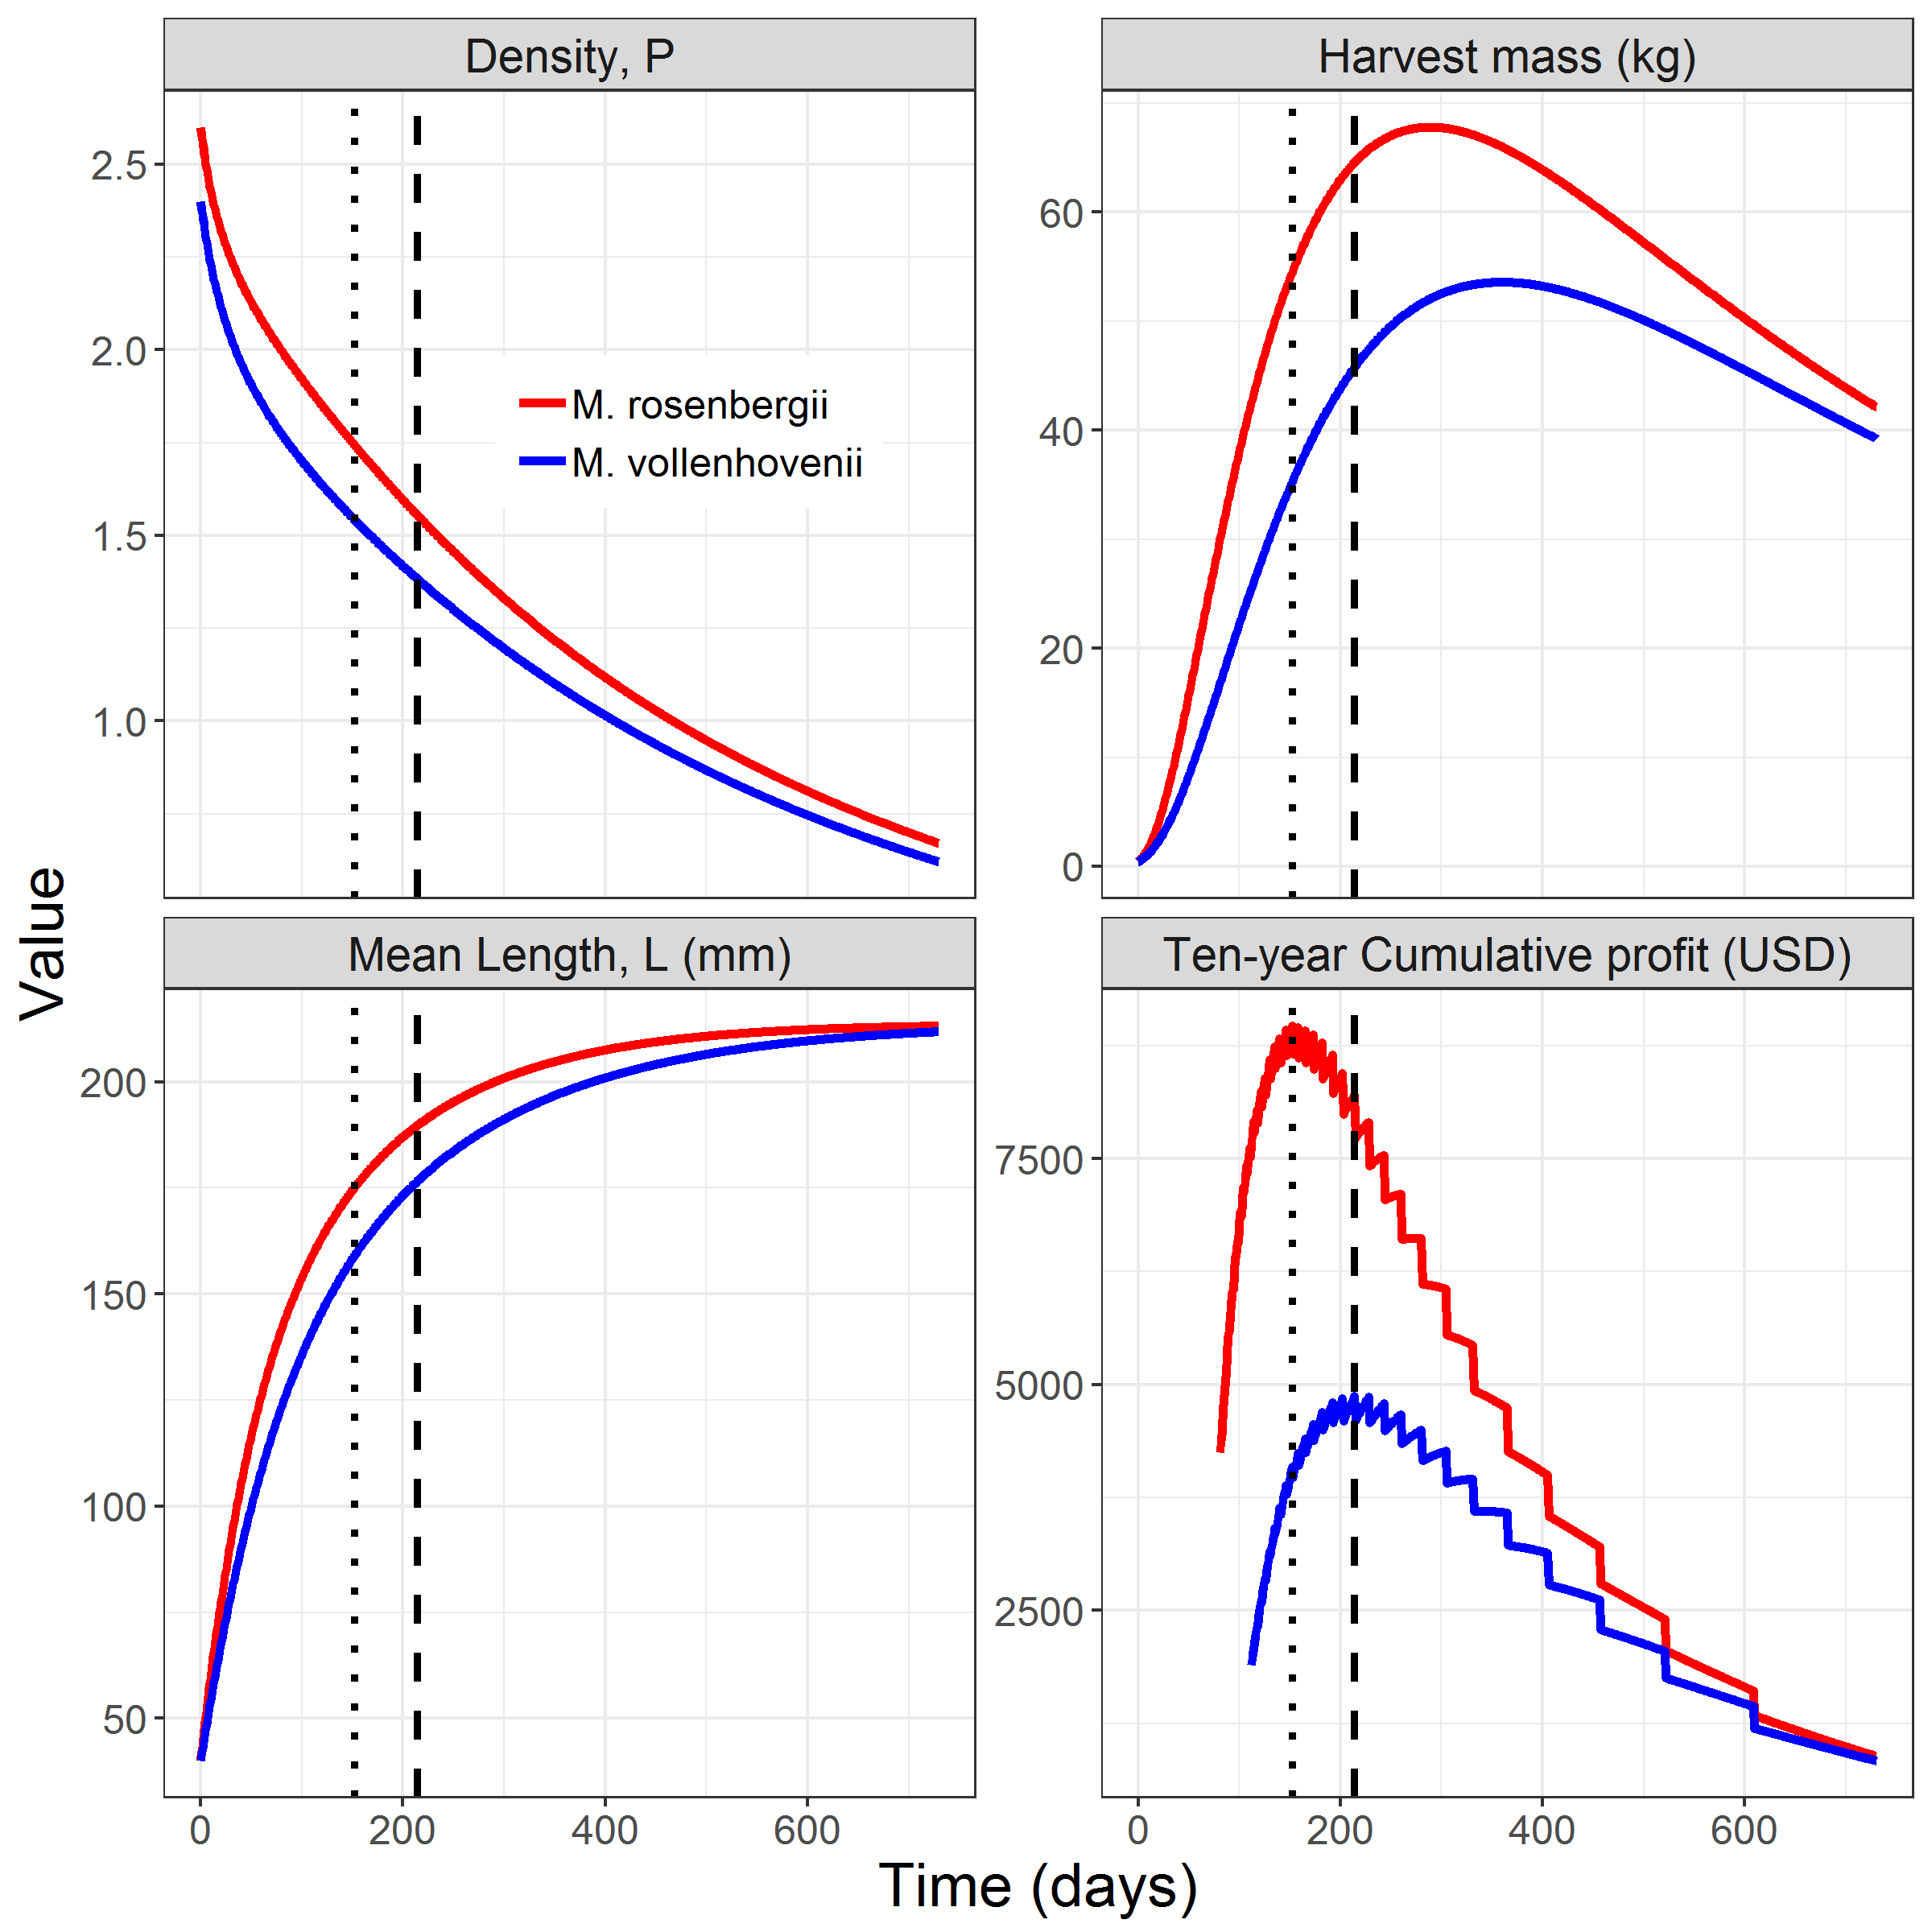 Density, P
Harvest mass (kg)
2.5
2.0
1.5
1.0
M. rosenbergii
M. vollenhovenii
60
40
20
0
Value
Mean Length, L (mm)
Ten-year Cumulative profit (USD)
200
150
100
50
7500
5000
2500
0 200 400 600
0 200 400 600
Time (days)